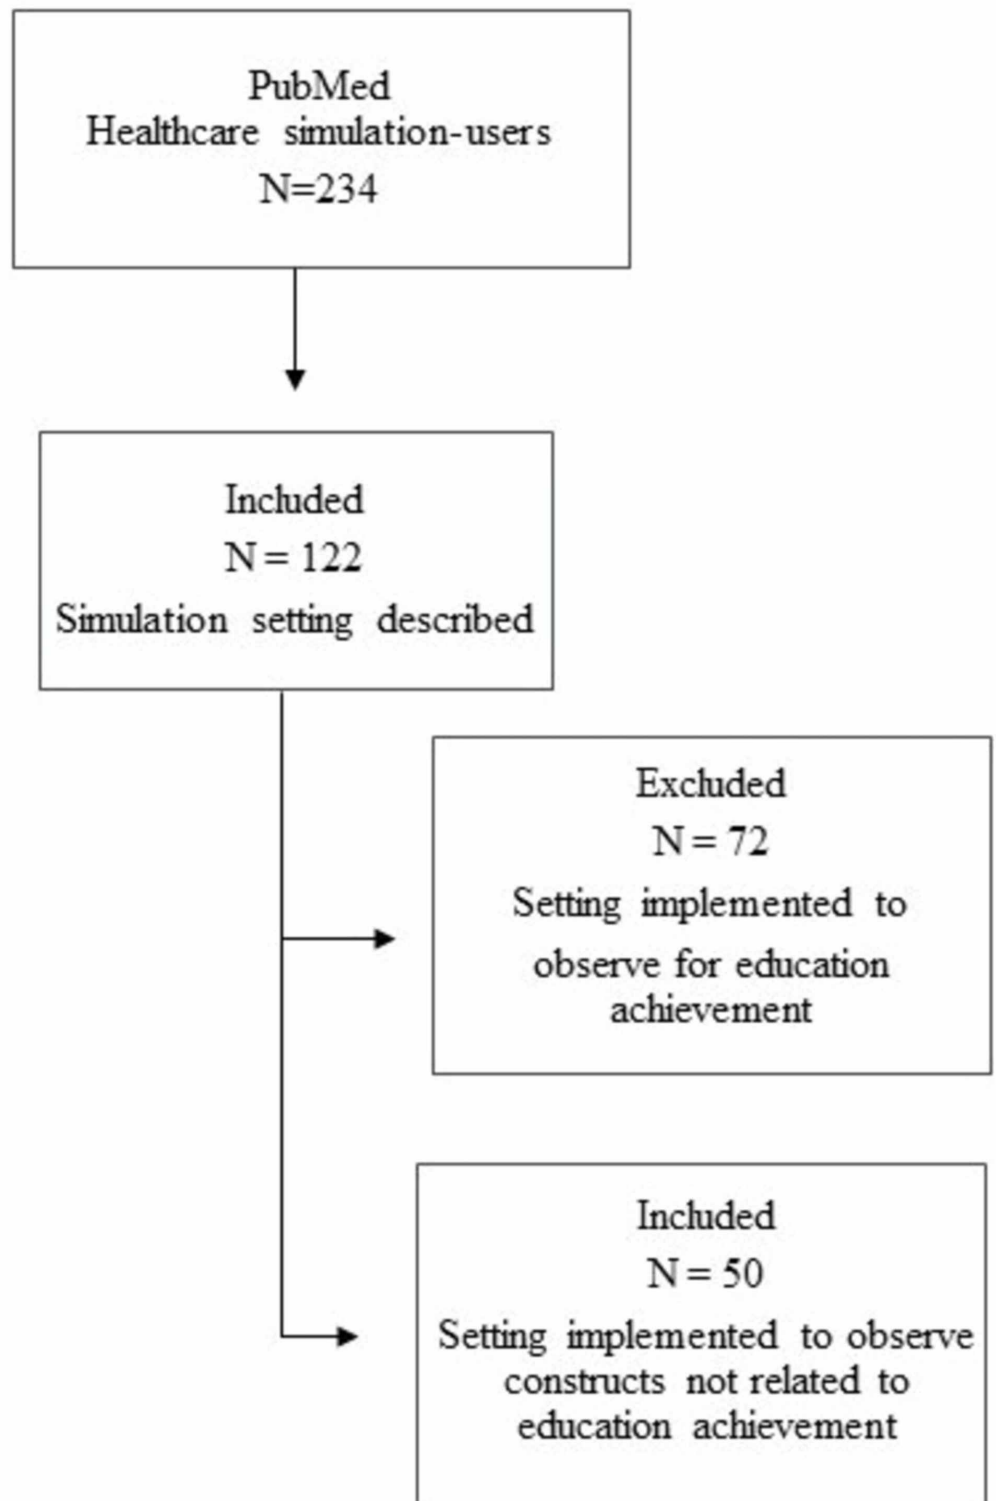 PubMed
Healthcare simulation-users
N=234
Included
N = 122
Simulation setting described
Excluded
N = 72
Setting implemented to
observe for education
achievement
Included
N = 50
Setting implemented to observe
constructs not related to
education achievement